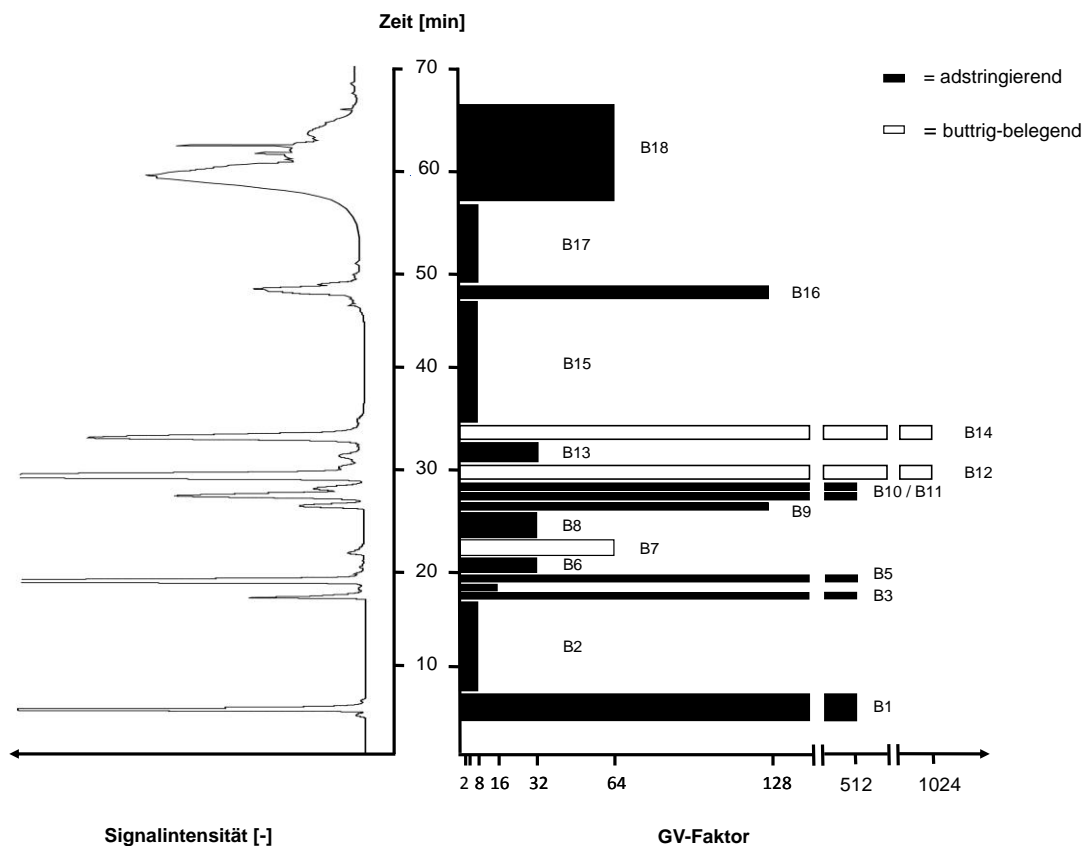 Zeit [min]
70
= adstringierend
= buttrig-belegend
B18
60
B17
50
B16
B15
40
B14
B13
30
B12
B10 / B11
B9
B8
B7
B6
20
B5
B3
B2
10
B1
2 8 16 32 64 128 512 1024
Signalintensität [-]
GV-Faktor